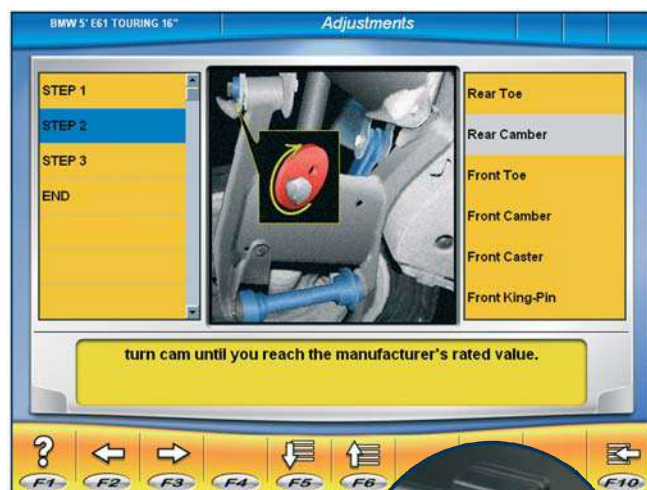 BMW 5' E61 TOURING 16"
Adjustments
STEP 1
STEP 2
STEP 3
END
Rear Toe
Rear Camber
Front Toe
Front Camber
Front Caster
Front King-Pin
turn cam until you reach the manufacturer's rated value.
?
F1
F2
F3
F4
F5
F6
F10